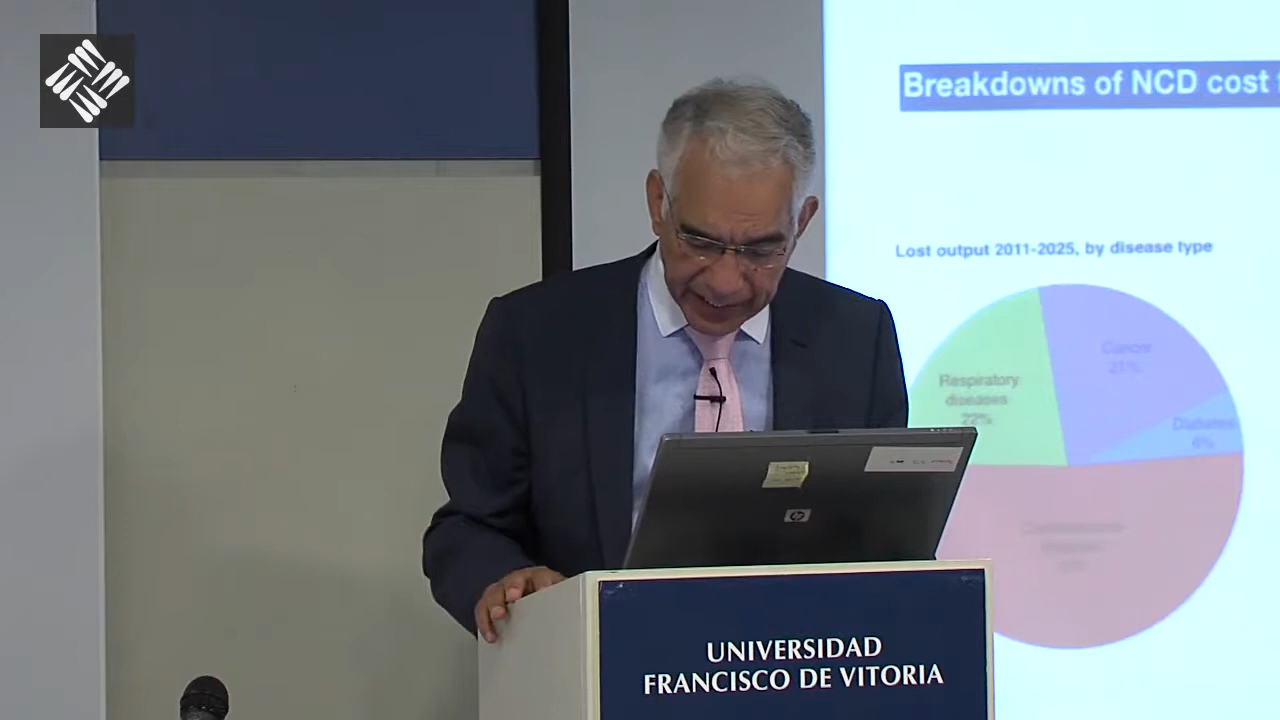 Breakdowns of NCD cost
Lost output 2011-2025, by disease type
Cancer
21%
Respiratory
diseases
22%
Diabetes
6%
hp
UNIVERSIDAD
FRANCISCO DE VITORIA